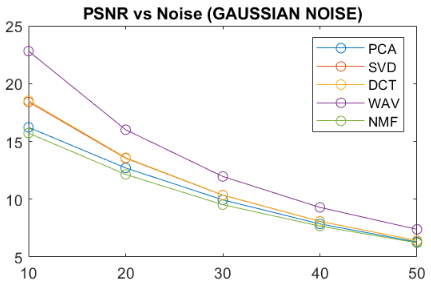 PSNR vs Noise (GAUSSIAN NOISE)
25
20
15
10
5
PCA
SVD
DCT
WAV
NMF
10 20 30 40 50